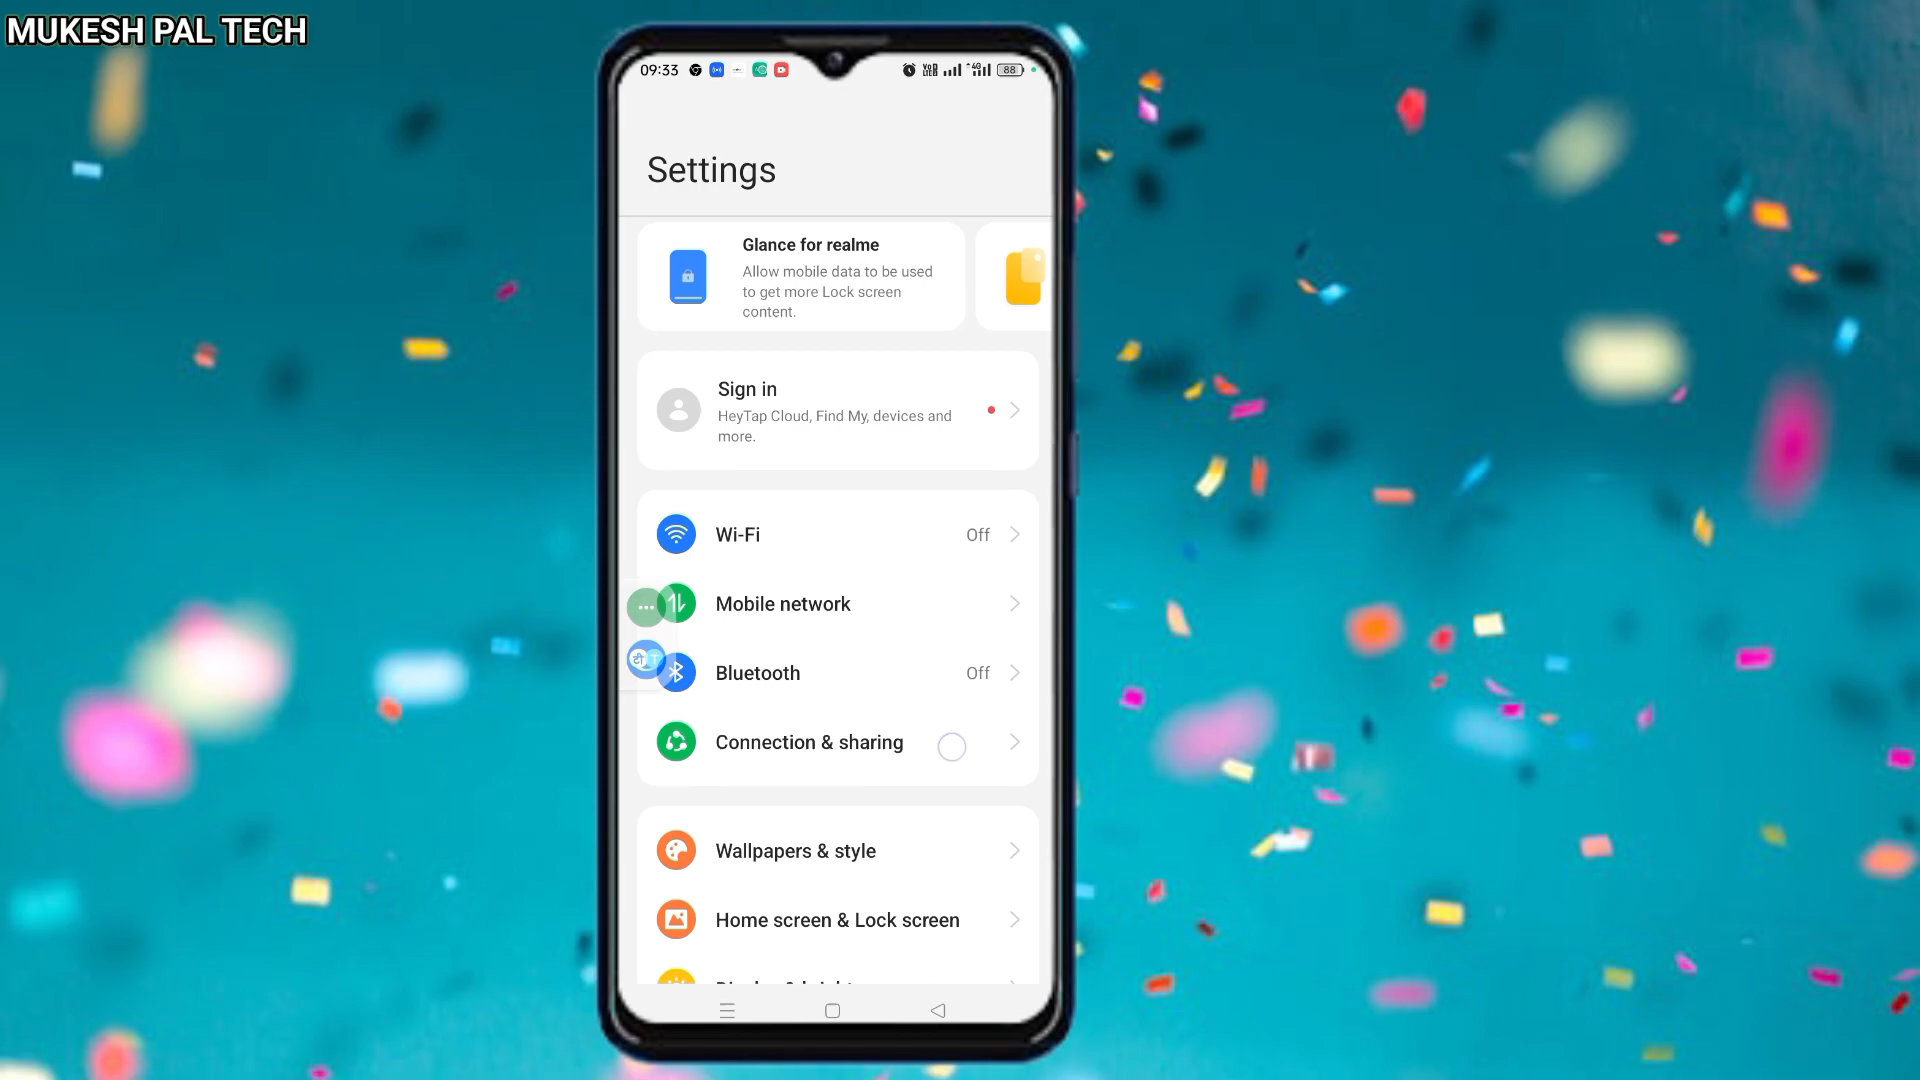 MUKESH PAL TECH
09:33
4G
88
Settings
Glance for realme
Allow mobile data to be used
to get more Lock screen
content.
Sign in
HeyTap Cloud, Find My, devices and
more.
Wi-Fi
Off
Mobile network
Bluetooth
Off
Connection & sharing
Wallpapers & style
Home screen & Lock screen